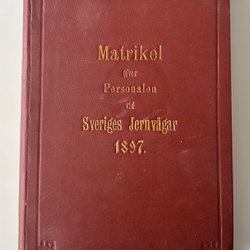 Matrikel
öfver
Personalen
vid
Sveriges Jernvägar
1897.